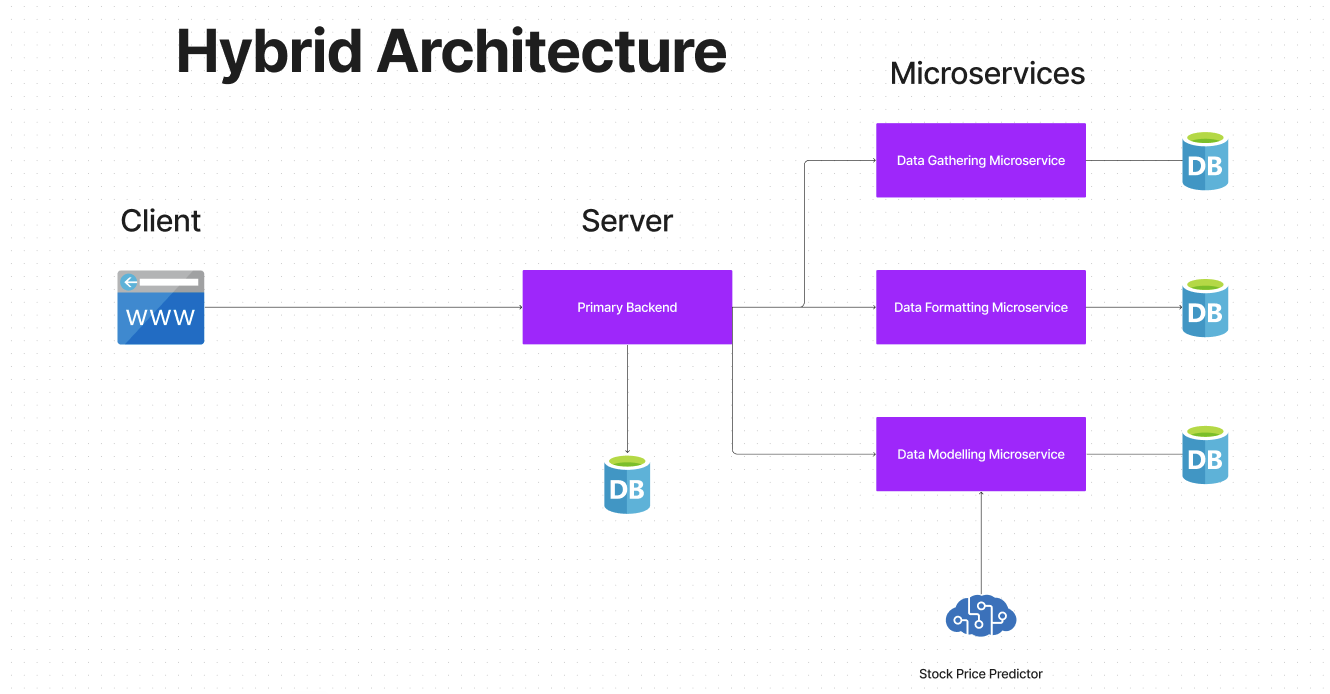 Hybrid Architecture
Microservices
Data Gathering Microservice
DB
Client
Server
WWW
Primary Backend
Data Formatting Microservice
DB
Data Modelling Microservice
DB
DB
Stock Price Predictor